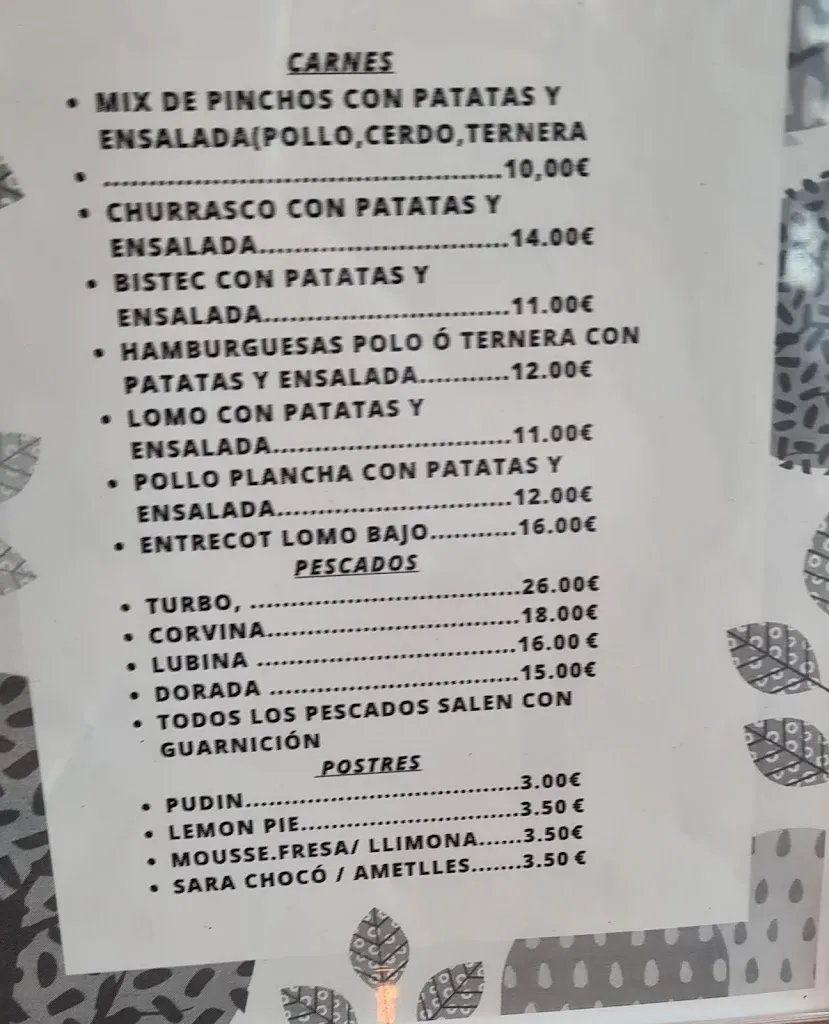 CARNES
• MIX DE PINCHOS CON PATATAS Y
ENSALADA(POLLO,CERDO,TERNERA
• ..........................................10,00€
• CHURRASCO CON PATATAS Y
ENSALADA..........................14.00€
• BISTEC CON PATATAS Y
ENSALADA..........................11.00€
• HAMBURGUESAS POLO Ó TERNERA CON
PATATAS Y ENSALADA...........12.00€
• LOMO CON PATATAS Y
ENSALADA..........................11.00€
• POLLO PLANCHA CON PATATAS Y
ENSALADA..........................12.00€
• ENTRECOT LOMO BAJO...........16.00€
PESCADOS
• TURBO, ..............................26.00€
• CORVINA............................18.00€
• LUBINA .............................16.00 €
• DORADA ............................15.00€
• TODOS LOS PESCADOS SALEN CON
GUARNICIÓN
POSTRES
• PUDIN................................3.00€
• LEMON PIE..........................3.50 €
• MOUSSE.FRESA/ LLIMONA......3.50€
• SARA CHOCÓ / AMETLLES.......3.50 €